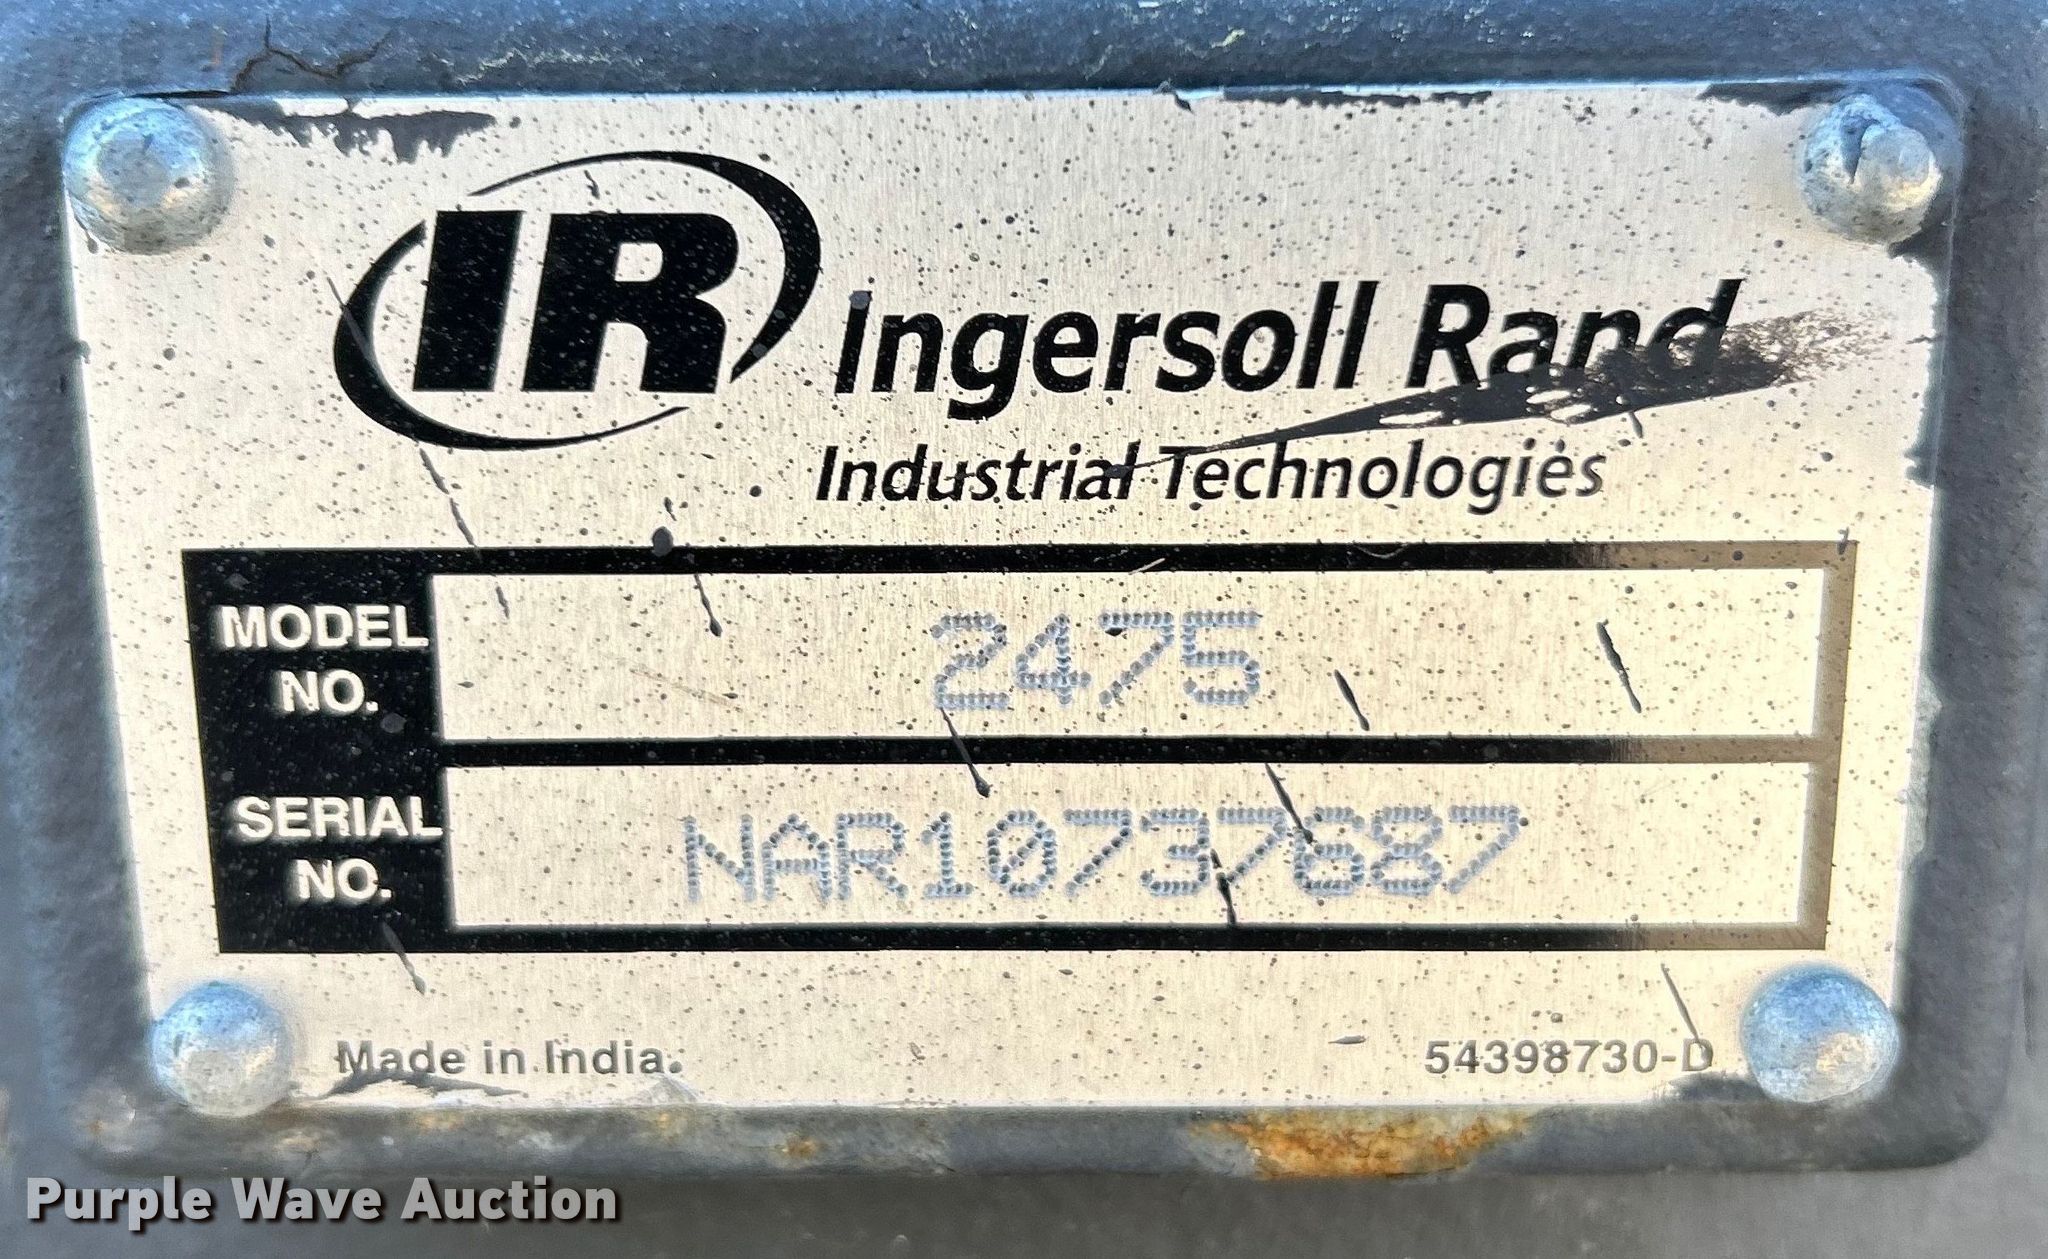 IR Ingersoll Rand
Industrial Technologies
MODEL NO. 2475
SERIAL NO. NAR10737687
Made in India. 54398730-D
Purple Wave Auction